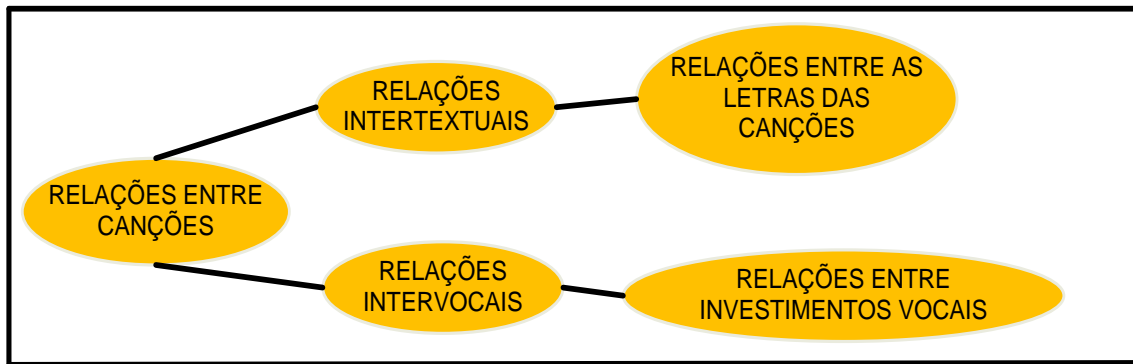 RELAÇÕES ENTRE
CANÇÕES
RELAÇÕES
INTERTEXTUAIS
RELAÇÕES ENTRE AS
LETRAS DAS
CANÇÕES
RELAÇÕES
INTERVOCAIS
RELAÇÕES ENTRE
INVESTIMENTOS VOCAIS